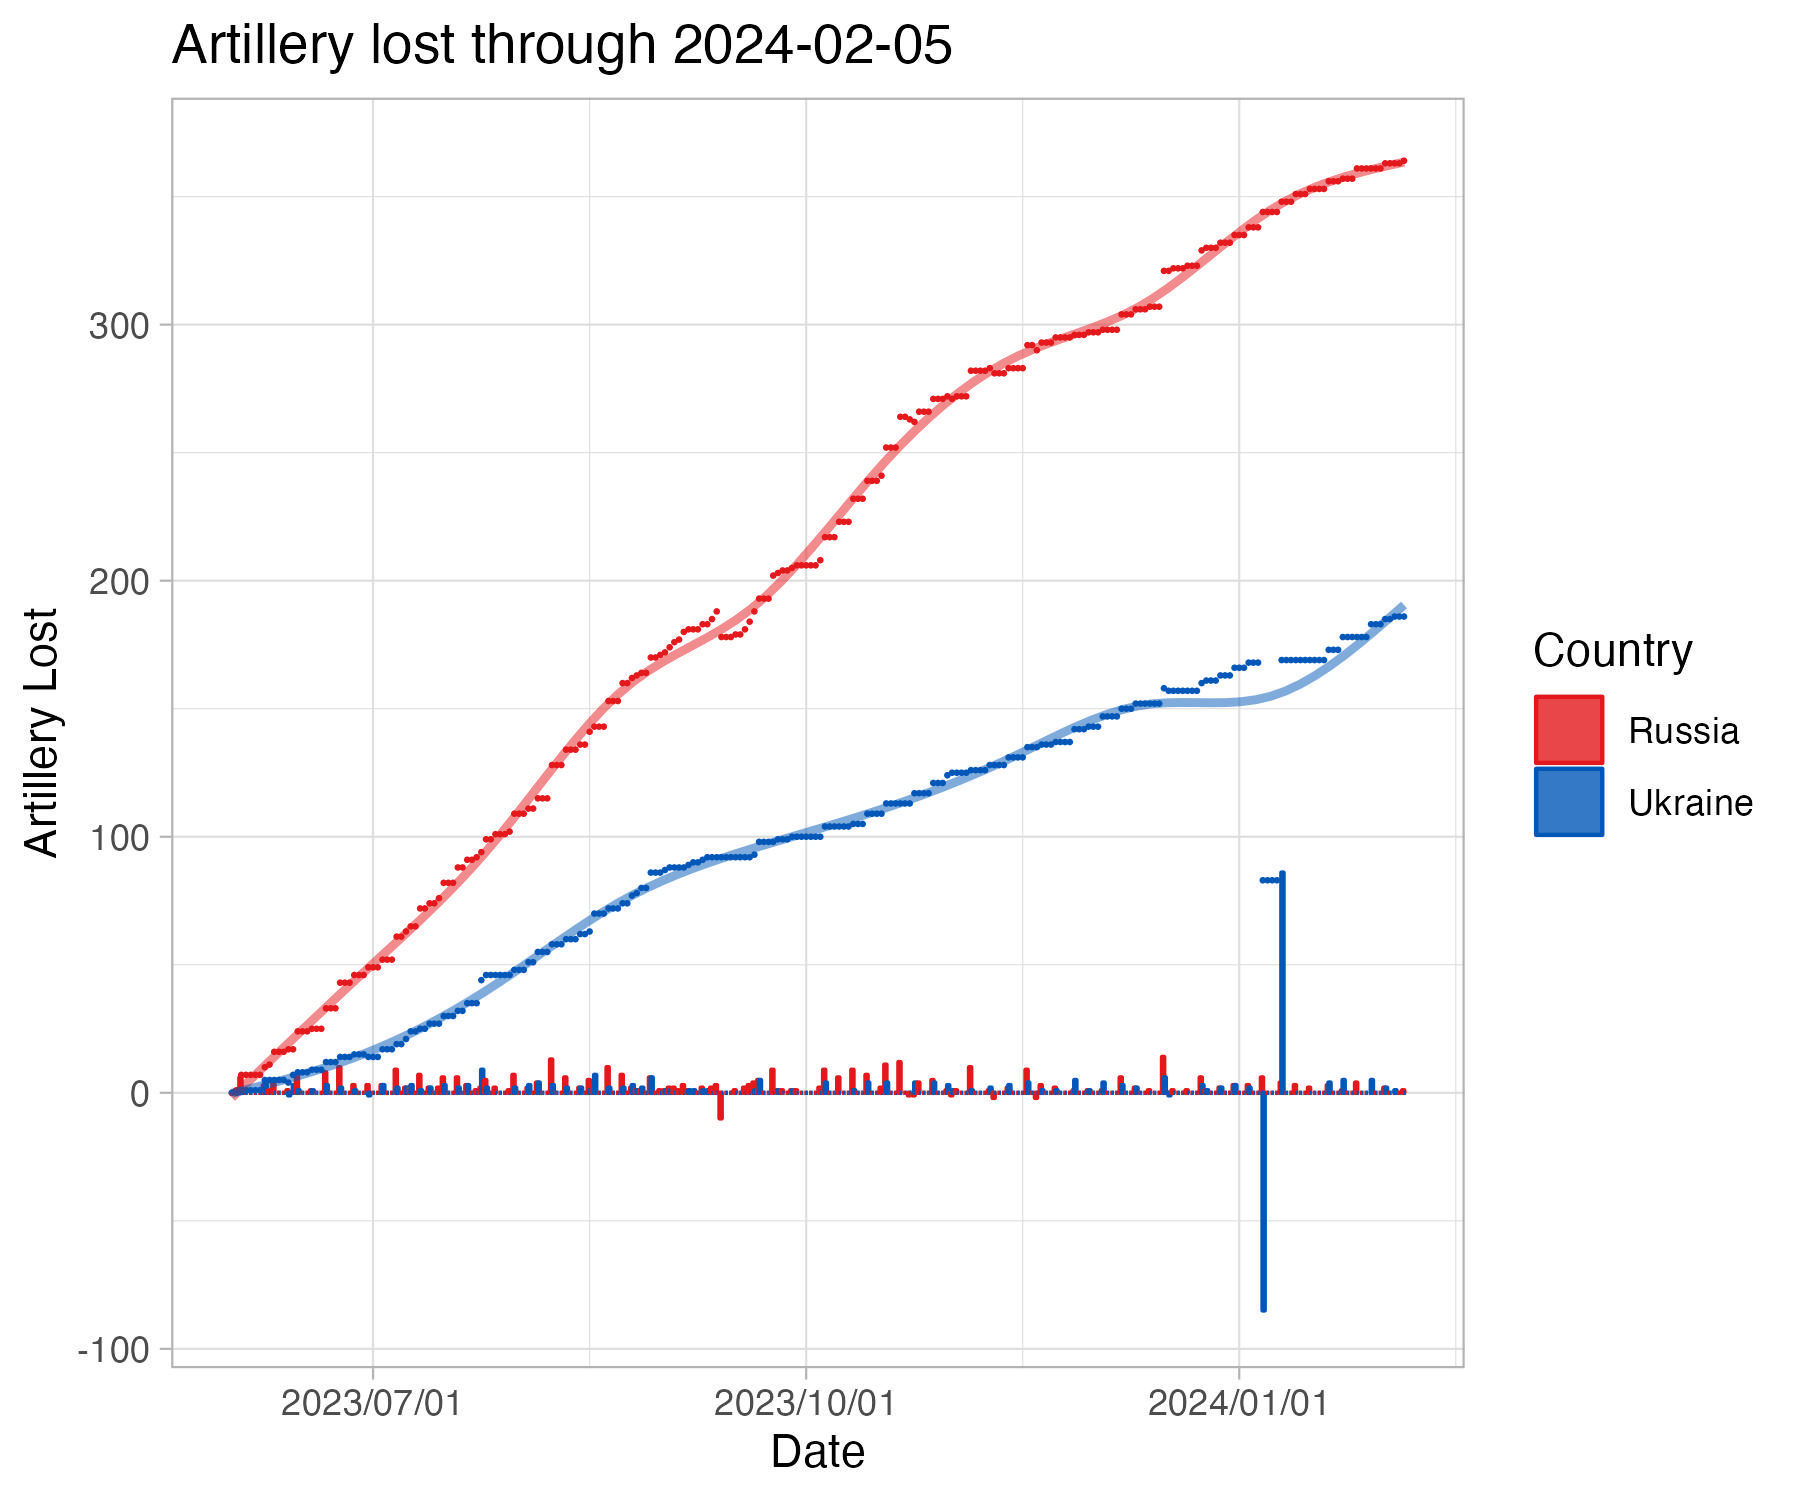 Artillery lost through 2024-02-05
Artillery Lost
300
200
100
0
-100
2023/07/01
2023/10/01
2024/01/01
Date
Country
Russia
Ukraine